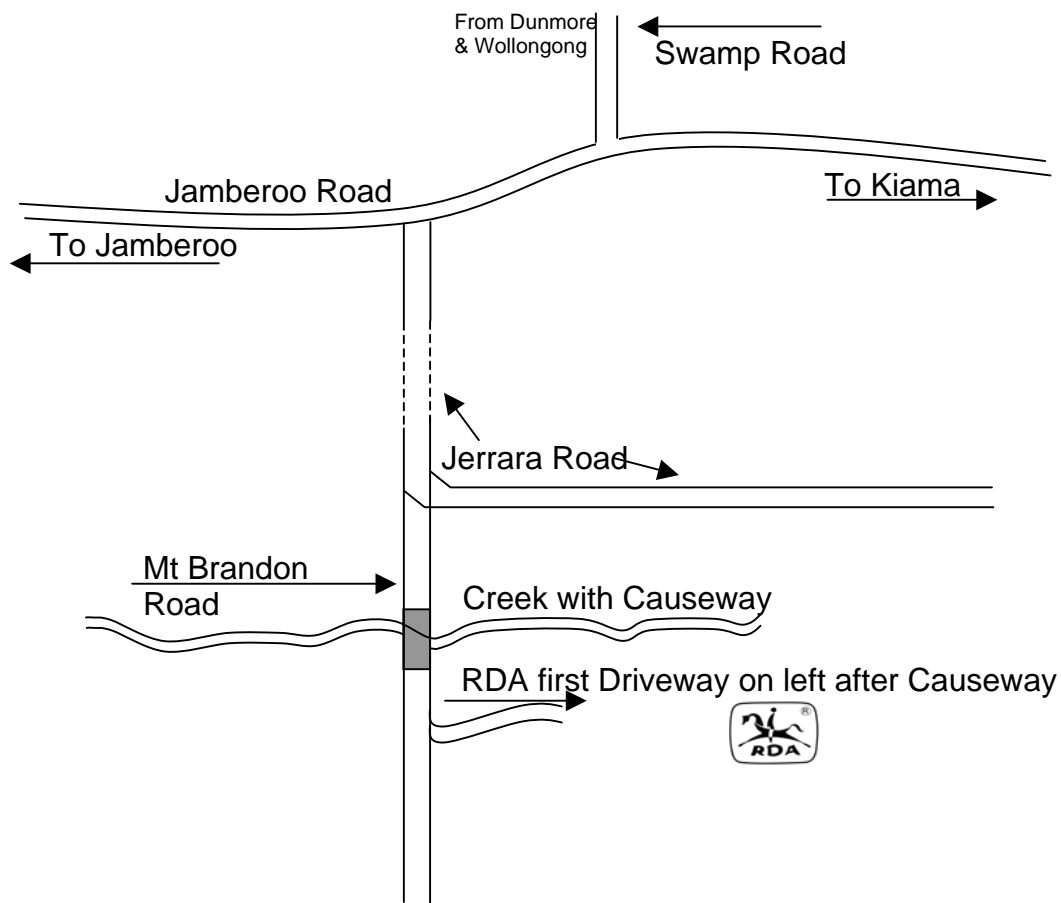 From Dunmore
& Wollongong
Swamp Road
Jamberoo Road
To Kiama
To Jamberoo
Jerrara Road
Mt Brandon
Road
Creek with Causeway
RDA first Driveway on left after Causeway
®
RDA